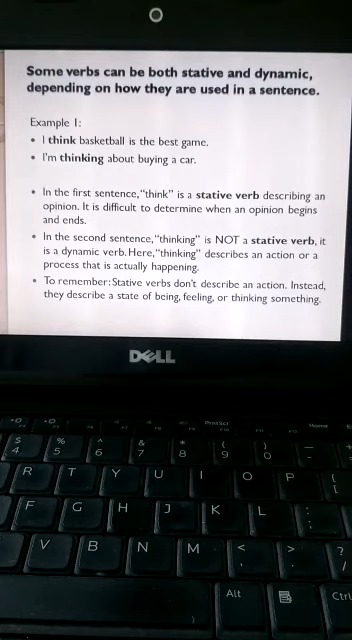 Some verbs can be both stative and dynamic,
depending on how they are used in a sentence.
Example 1:
• I think basketball is the best game.
• I'm thinking about buying a car.
• In the first sentence, "think" is a stative verb describing an
opinion. It is difficult to determine when an opinion begins
and ends.
• In the second sentence, "thinking" is NOT a stative verb, it
is a dynamic verb. Here, "thinking" describes an action or a
process that is actually happening.
• To remember: Stative verbs don't describe an action. Instead,
they describe a state of being, feeling, or thinking something.
DELL
PrntScr
Home
$ % ^ & * ( )
4 5 6 7 8 9 0
R T Y U I O P
F G H J K L
V B N M < > ?
Alt Ctrl